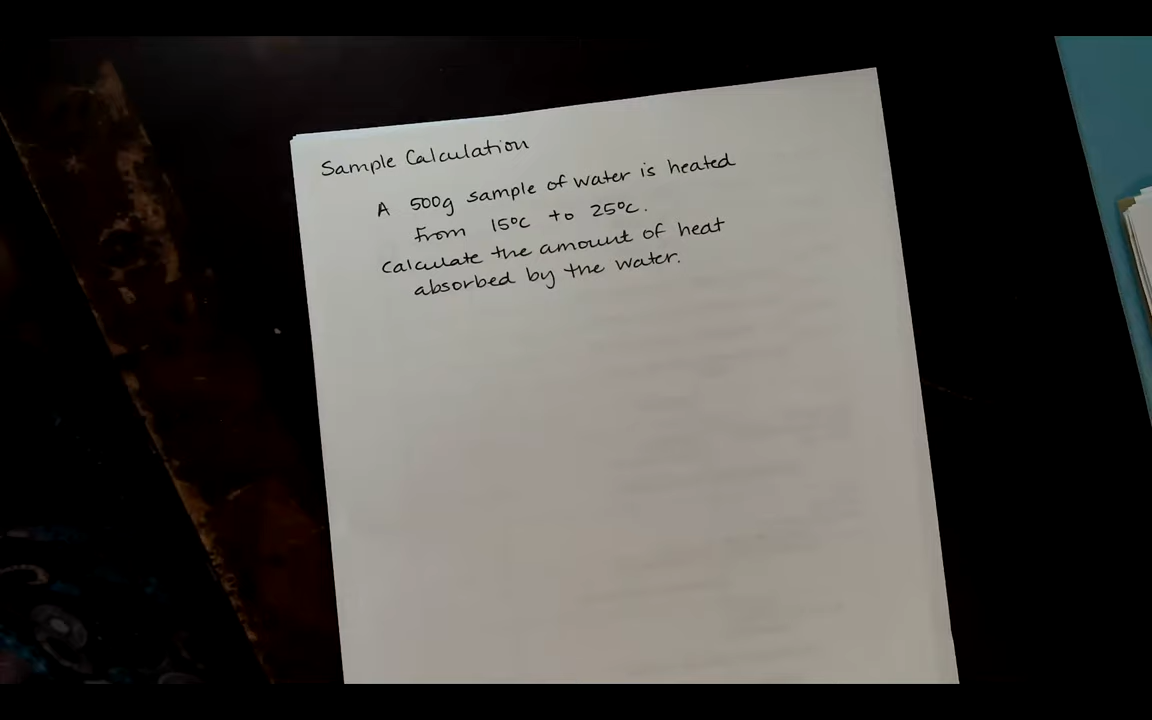 Sample Calculation
A 500g sample of water is heated
from 15°C to 25°C.
Calculate the amount of heat
absorbed by the water.